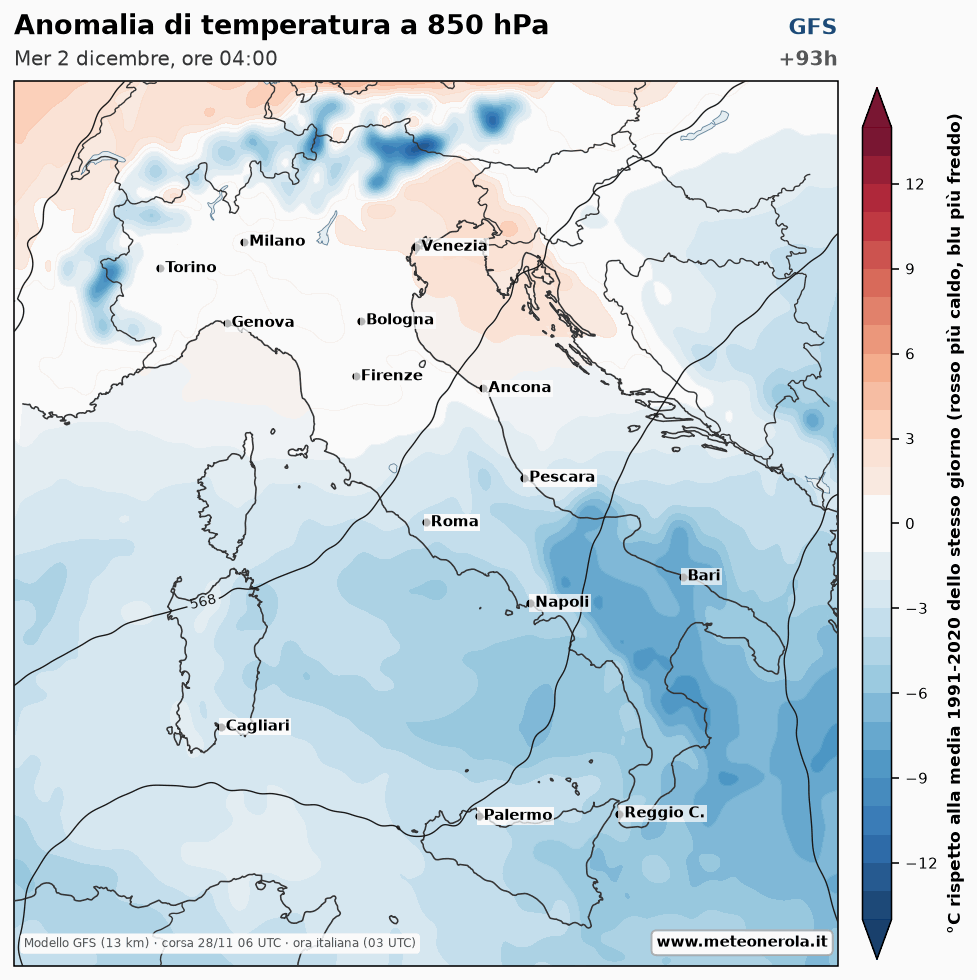 Anomalia di temperatura a 850 hPa
GFS
Mer 2 dicembre, ore 04:00
+93h
Milano
Venezia
Torino
Genova
Bologna
Firenze
Ancona
Pescara
Roma
Bari
568
Napoli
Cagliari
Palermo
Reggio C.
Modello GFS (13 km) · corsa 28/11 06 UTC · ora italiana (03 UTC)
www.meteonerola.it
12
9
6
3
0
−3
−6
−9
−12
°C rispetto alla media 1991-2020 dello stesso giorno (rosso più caldo, blu più freddo)